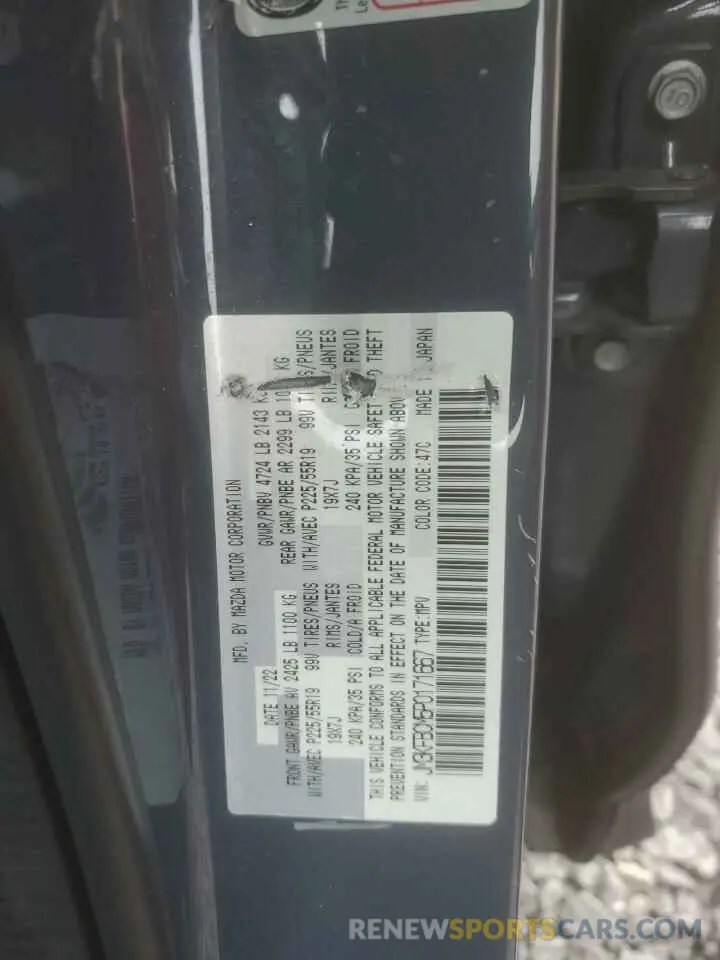 MFD. BY MAZDA MOTOR CORPORATION
DATE 11/22 GVWR/PNBV 4724 LB 2143
FRONT GAWR/PNBE AV 2425 LB 1100 KG REAR GAWR/PNBE AR 2299 LB KG
WITH/AVEC P225/55R19 99V TIRES/PNEUS WITH/AVEC P225/55R19 99V
19X7J RIMS/JANTES 19X7J
240 KPA/35 PSI COLD/A FROID 240 KPA/35 PSI FROID
THIS VEHICLE CONFORMS TO ALL APPLICABLE FEDERAL MOTOR VEHICLE THEFT
PREVENTION STANDARDS IN EFFECT ON THE DATE OF MANUFACTURE SHOWN
VIN: JM3KFBCM5P0171667 TYPE:MPV COLOR CODE:47C MADE JAPAN
10
RENEWSPORTSCARS.COM